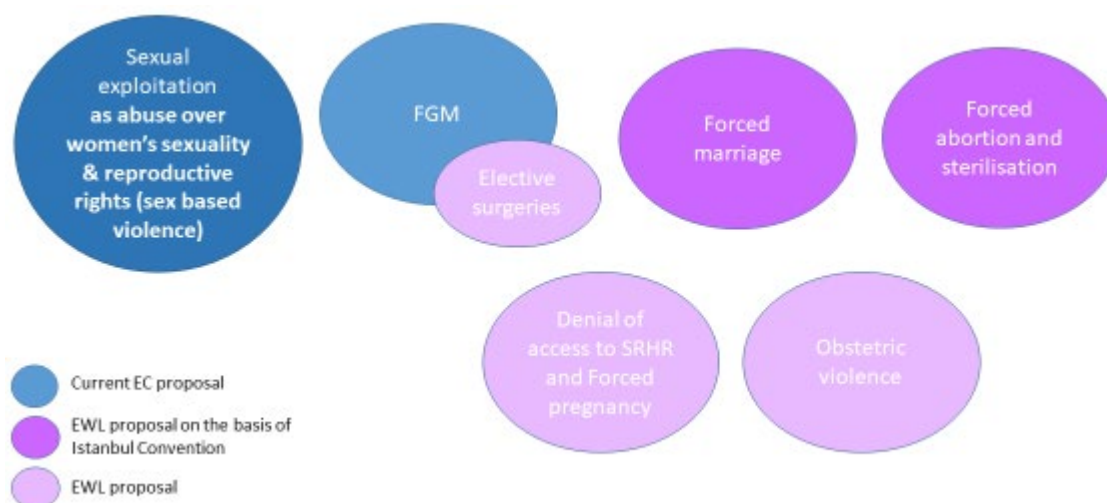 Sexual
exploitation
as abuse over
women's sexuality
& reproductive
rights (sex based
violence)
FGM
Elective
surgeries
Forced
marriage
Forced
abortion and
sterilisation
Denial of
access to SRHR
and Forced
pregnancy
Obstetric
violence
Current EC proposal
EWL proposal on the basis of
Istanbul Convention
EWL proposal